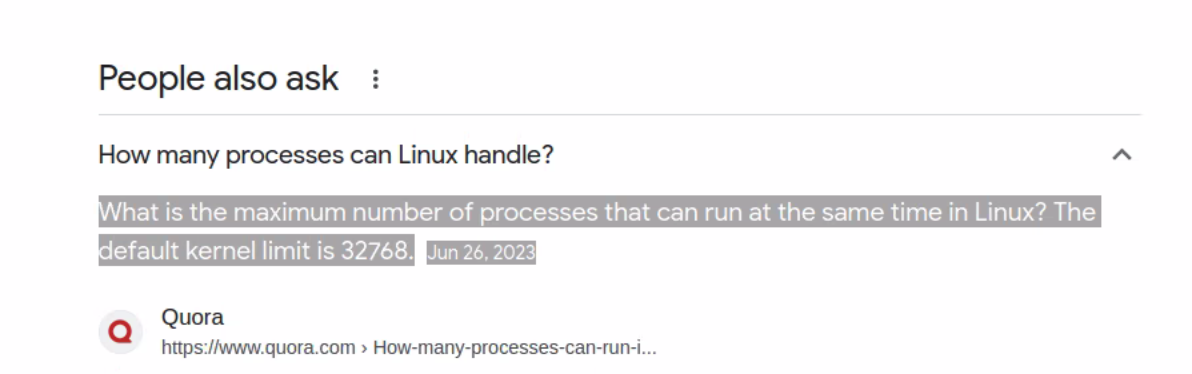 People also ask
How many processes can Linux handle?
What is the maximum number of processes that can run at the same time in Linux? The
default kernel limit is 32768. Jun 26, 2023
Quora
https://www.quora.com › How-many-processes-can-run-i...